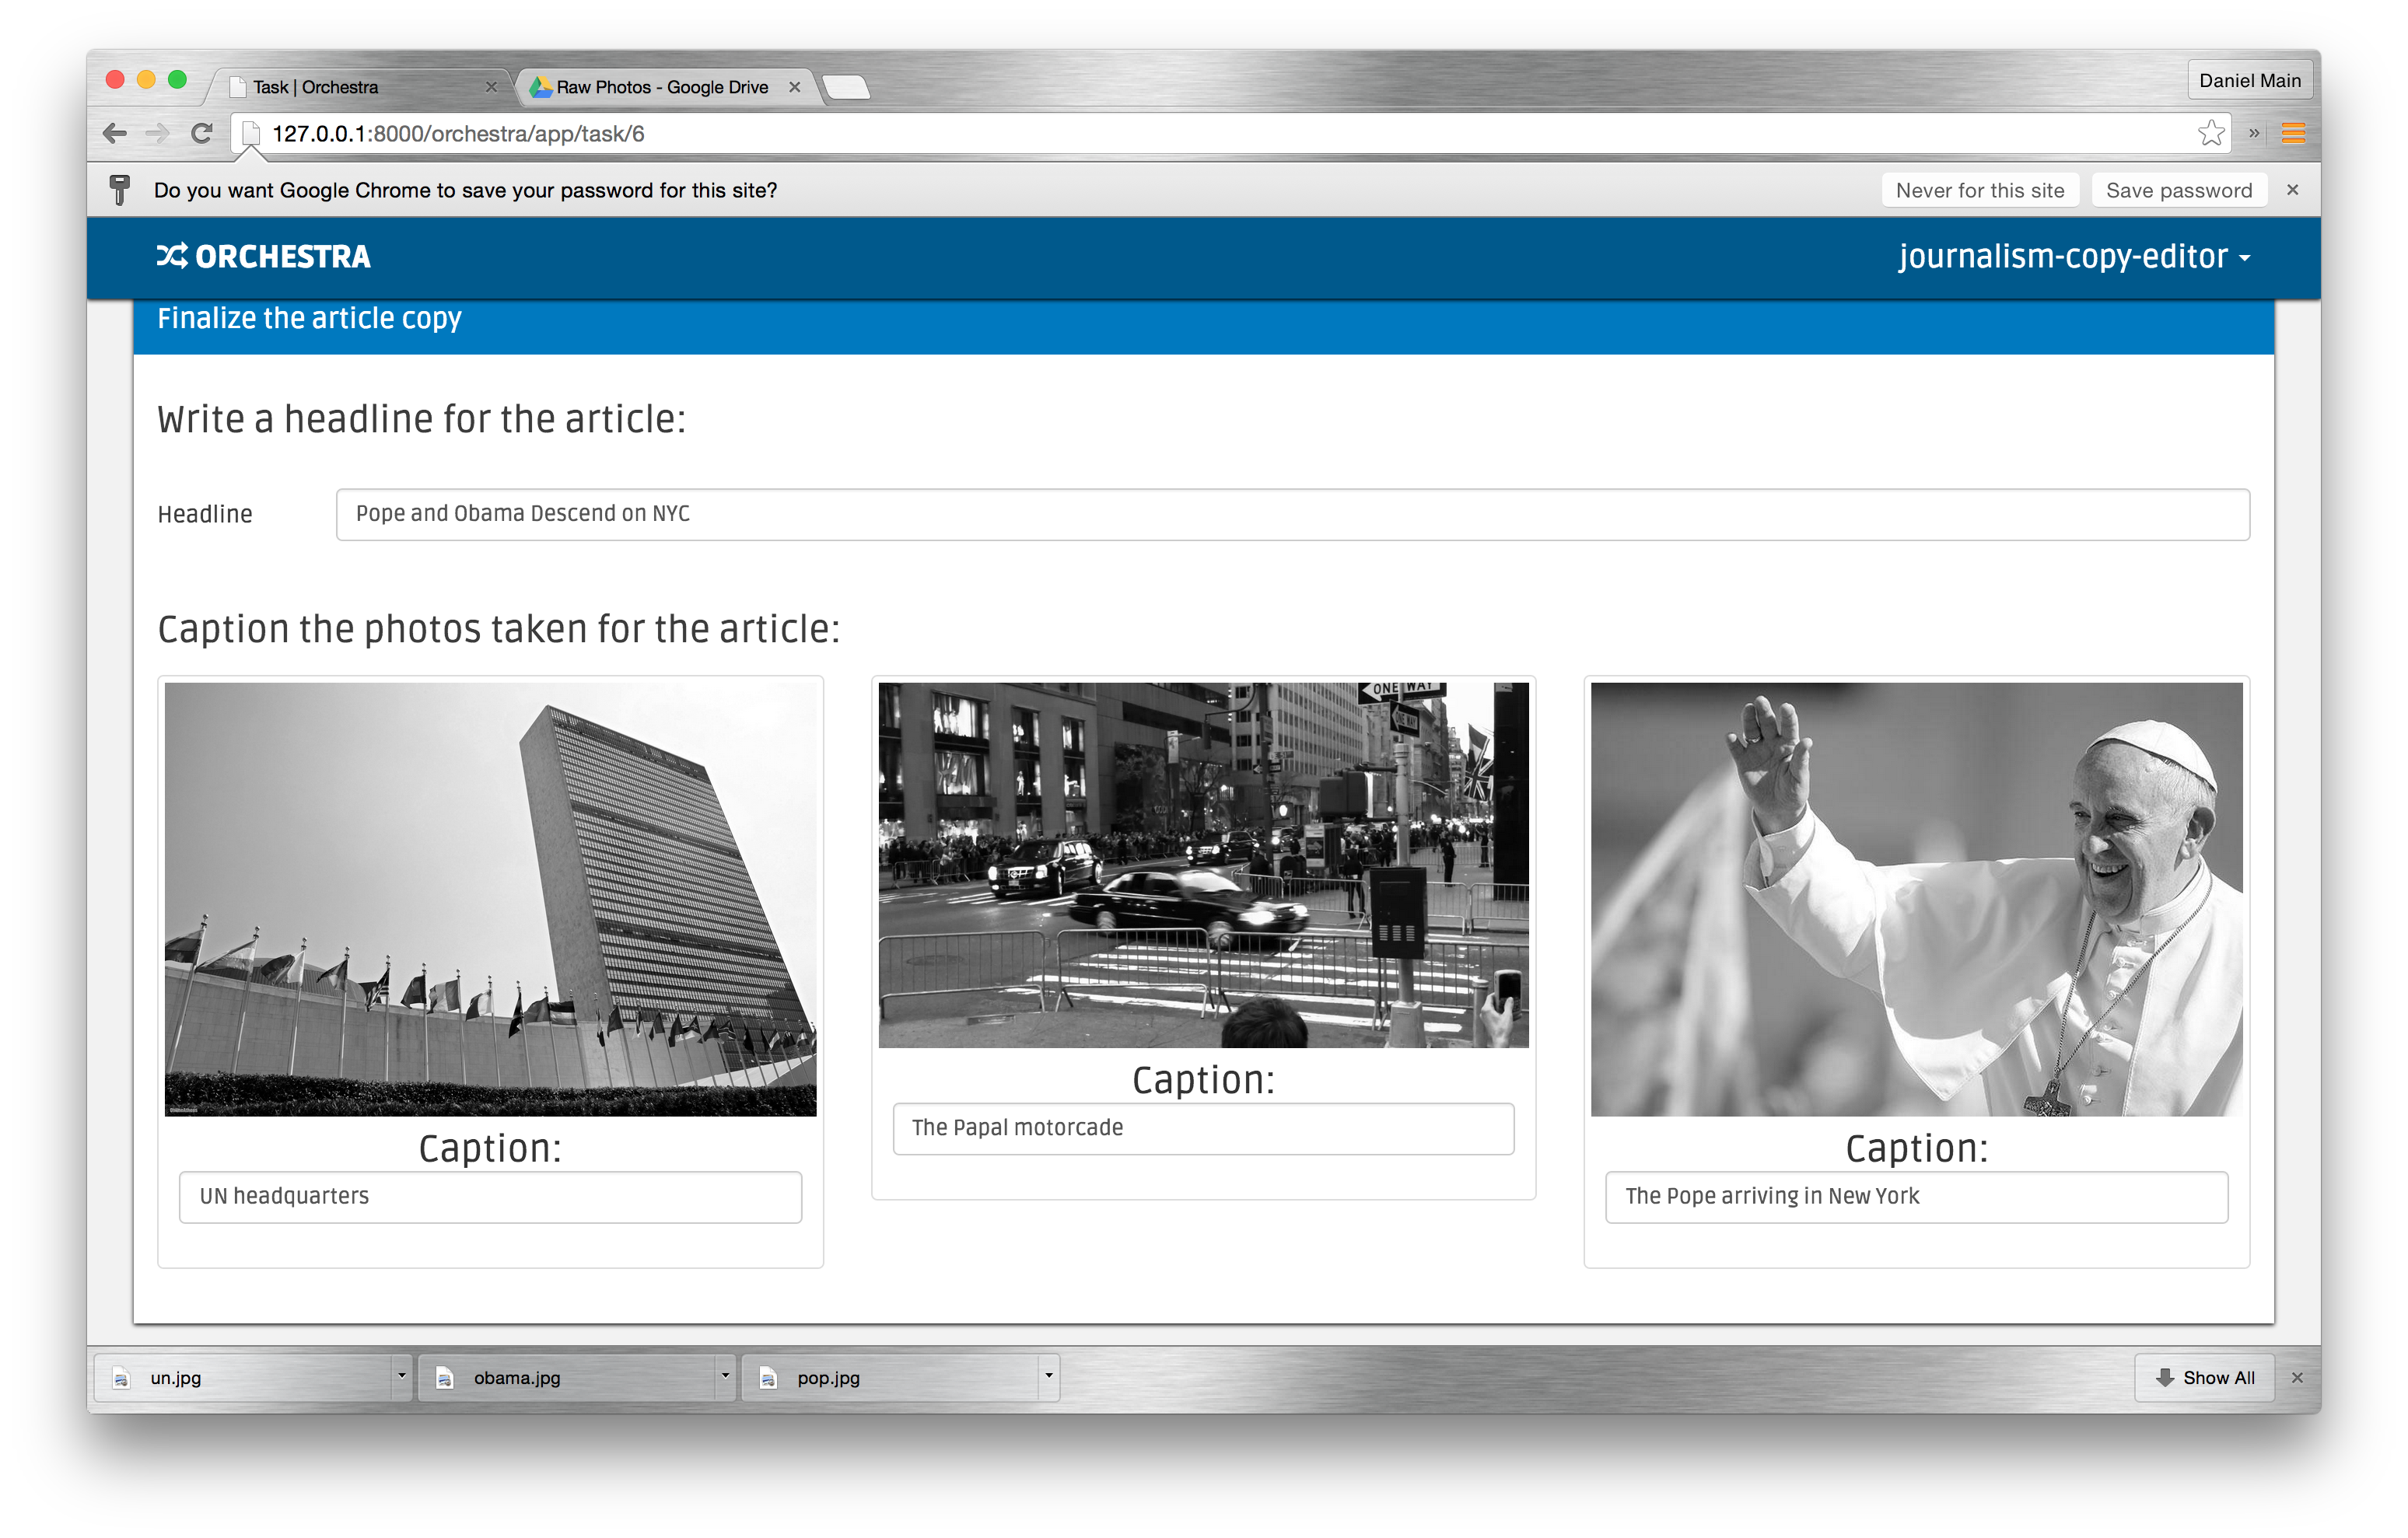 Task | Orchestra
Raw Photos - Google Drive
Daniel Main
127.0.0.1:8000/orchestra/app/task/6
Do you want Google Chrome to save your password for this site?
Never for this site
Save password
ORCHESTRA
journalism-copy-editor
Finalize the article copy
Write a headline for the article:
Headline
Pope and Obama Descend on NYC
Caption the photos taken for the article:
ONE WAY
ONE WAY
Caption:
UN headquarters
Caption:
The Papal motorcade
Caption:
The Pope arriving in New York
un.jpg
obama.jpg
pop.jpg
Show All